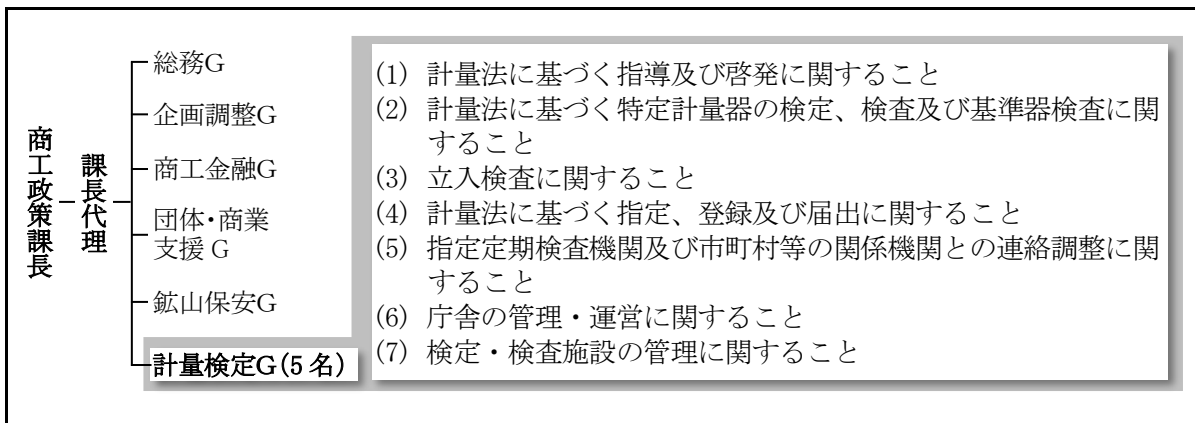 商工政策課長
課長代理
総務G
企画調整G
商工金融G
団体・商業
支援 G
鉱山保安G
計量検定G(5 名)
(1) 計量法に基づく指導及び啓発に関すること
(2) 計量法に基づく特定計量器の検定、検査及び基準器検査に関
すること
(3) 立入検査に関すること
(4) 計量法に基づく指定、登録及び届出に関すること
(5) 指定定期検査機関及び市町村等の関係機関との連絡調整に関
すること
(6) 庁舎の管理・運営に関すること
(7) 検定・検査施設の管理に関すること